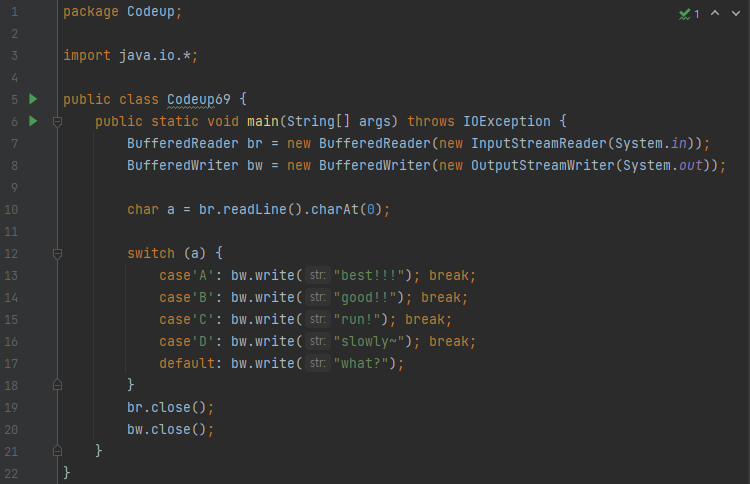 1 package Codeup;
2
3 import java.io.*;
4
5 public class Codeup69 {
6 public static void main(String[] args) throws IOException {
7 BufferedReader br = new BufferedReader(new InputStreamReader(System.in));
8 BufferedWriter bw = new BufferedWriter(new OutputStreamWriter(System.out));
9
10 char a = br.readLine().charAt(0);
11
12 switch (a) {
13 case'A': bw.write( str: "best!!!"); break;
14 case'B': bw.write( str: "good!!"); break;
15 case'C': bw.write( str: "run!"); break;
16 case'D': bw.write( str: "slowly~"); break;
17 default: bw.write( str: "what?");
18 }
19 br.close();
20 bw.close();
21 }
22 }
1